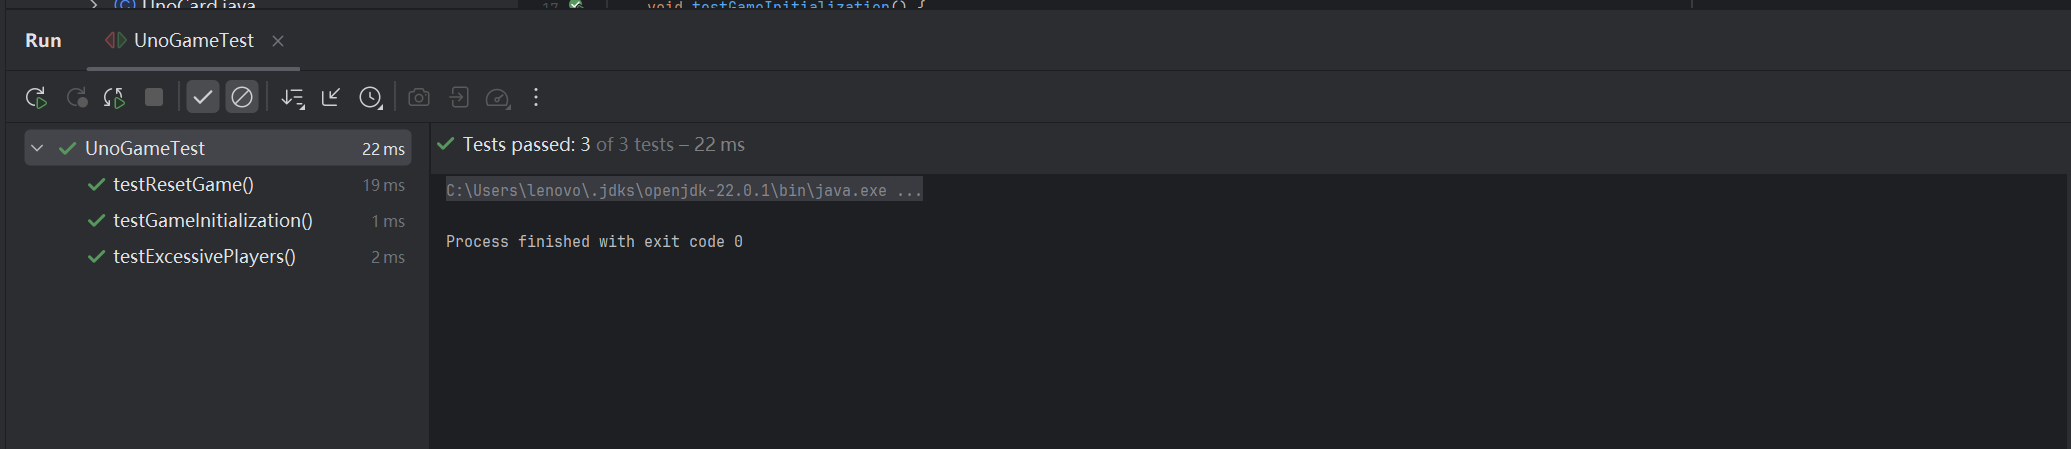 UnoCard.java
17
void testGameInitialization() {
Run
UnoGameTest
UnoGameTest 22 ms
testResetGame() 19 ms
testGameInitialization() 1 ms
testExcessivePlayers() 2 ms
Tests passed: 3 of 3 tests – 22 ms
C:\Users\lenovo\.jdks\openjdk-22.0.1\bin\java.exe ...
Process finished with exit code 0